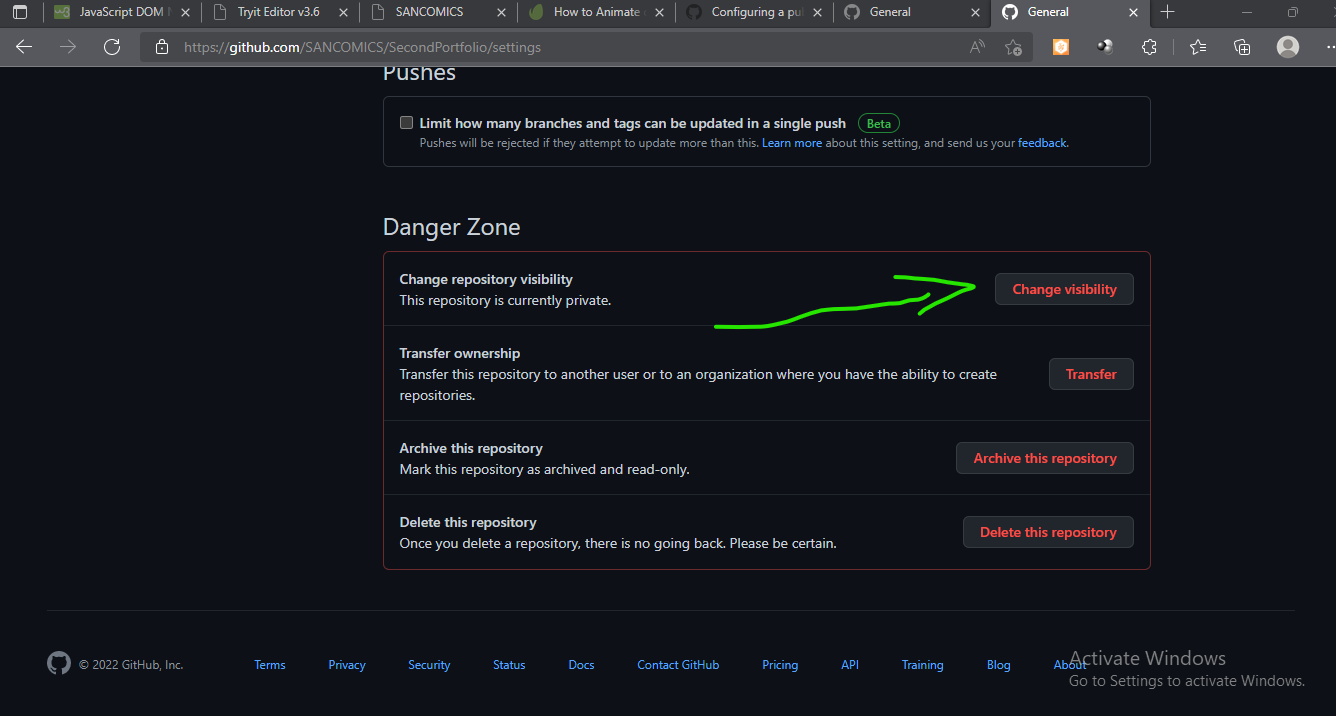 JavaScript DOM
Tryit Editor v3.6
SANCOMICS
How to Animate
Configuring a pu
General
General
https://github.com/SANCOMICS/SecondPortfolio/settings
Pushes
Limit how many branches and tags can be updated in a single push Beta
Pushes will be rejected if they attempt to update more than this. Learn more about this setting, and send us your feedback.
Danger Zone
Change repository visibility
This repository is currently private.
Change visibility
Transfer ownership
Transfer this repository to another user or to an organization where you have the ability to create
repositories.
Transfer
Archive this repository
Mark this repository as archived and read-only.
Archive this repository
Delete this repository
Once you delete a repository, there is no going back. Please be certain.
Delete this repository
© 2022 GitHub, Inc.
Terms
Privacy
Security
Status
Docs
Contact GitHub
Pricing
API
Training
Blog
About
Activate Windows
Go to Settings to activate Windows.